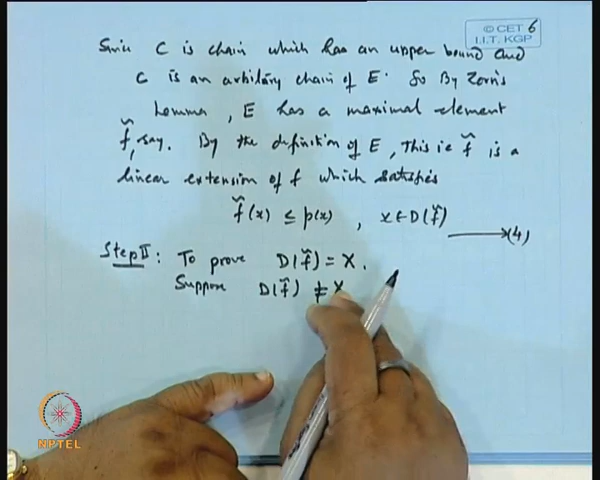 © CET 6
I.I.T. KGP
Since C is chain which has an upper bound and
C is an arbitrary chain of E. So By Zorn's
Lemma, E has a maximal element
f̃, say. By the definition of E, This ie f̃ is a
linear extension of f which satisfies
f̃(x) ≤ p(x) , x ∈ D(f̃) → (4)
Step II : To prove D(f̃) = X.
Suppose D(f̃) ≠ X
NPTEL